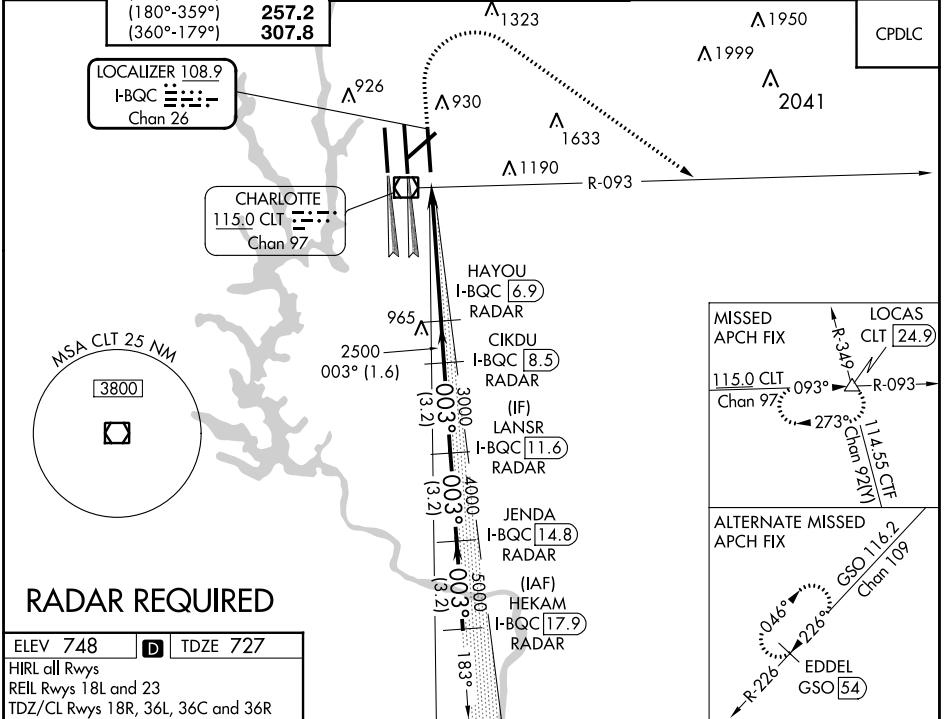 (180°-359°) 257.2
(360°-179°) 307.8
1323
1950
1999
2041
CPDLC
LOCALIZER 108.9
I-BQC
Chan 26
926
930
1633
1190
R-093
CHARLOTTE
115.0 CLT
Chan 97
HAYOU
I-BQC 6.9
RADAR
965
2500
003° (1.6)
CIKDU
I-BQC 8.5
RADAR
003°
(3.2)
3000
(IF)
LANSR
I-BQC 11.6
RADAR
003°
(3.2)
4000
JENDA
I-BQC 14.8
RADAR
003°
(3.2)
5000
(IAF)
HEKAM
I-BQC 17.9
RADAR
183°
MSA CLT 25 NM
3800
MISSED
APCH FIX
LOCAS
CLT 24.9
R-349
115.0 CLT
Chan 97
093°
R-093
273°
114.55 CTF
Chan 92(Y)
ALTERNATE MISSED
APCH FIX
GSO 116.2
Chan 109
046°
226°
R-226
EDDEL
GSO 54
RADAR REQUIRED
ELEV 748 D TDZE 727
HIRL all Rwys
REIL Rwys 18L and 23
TDZ/CL Rwys 18R, 36L, 36C and 36R